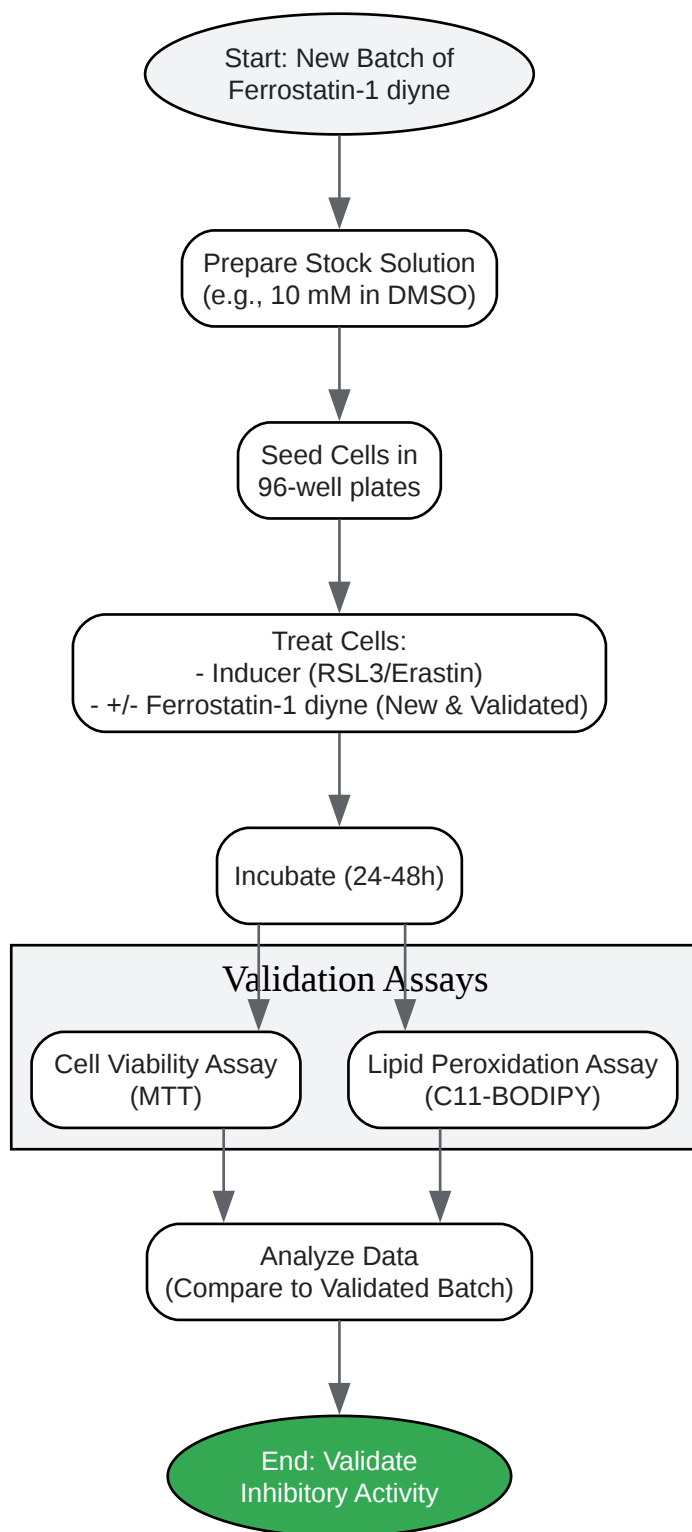 Start: New Batch of
Ferrostatin-1 diyne
Prepare Stock Solution
(e.g., 10 mM in DMSO)
Seed Cells in
96-well plates
Treat Cells:
- Inducer (RSL3/Erastin)
- +/- Ferrostatin-1 diyne (New & Validated)
Incubate (24-48h)
Validation Assays
Cell Viability Assay
(MTT)
Lipid Peroxidation Assay
(C11-BODIPY)
Analyze Data
(Compare to Validated Batch)
End: Validate
Inhibitory Activity